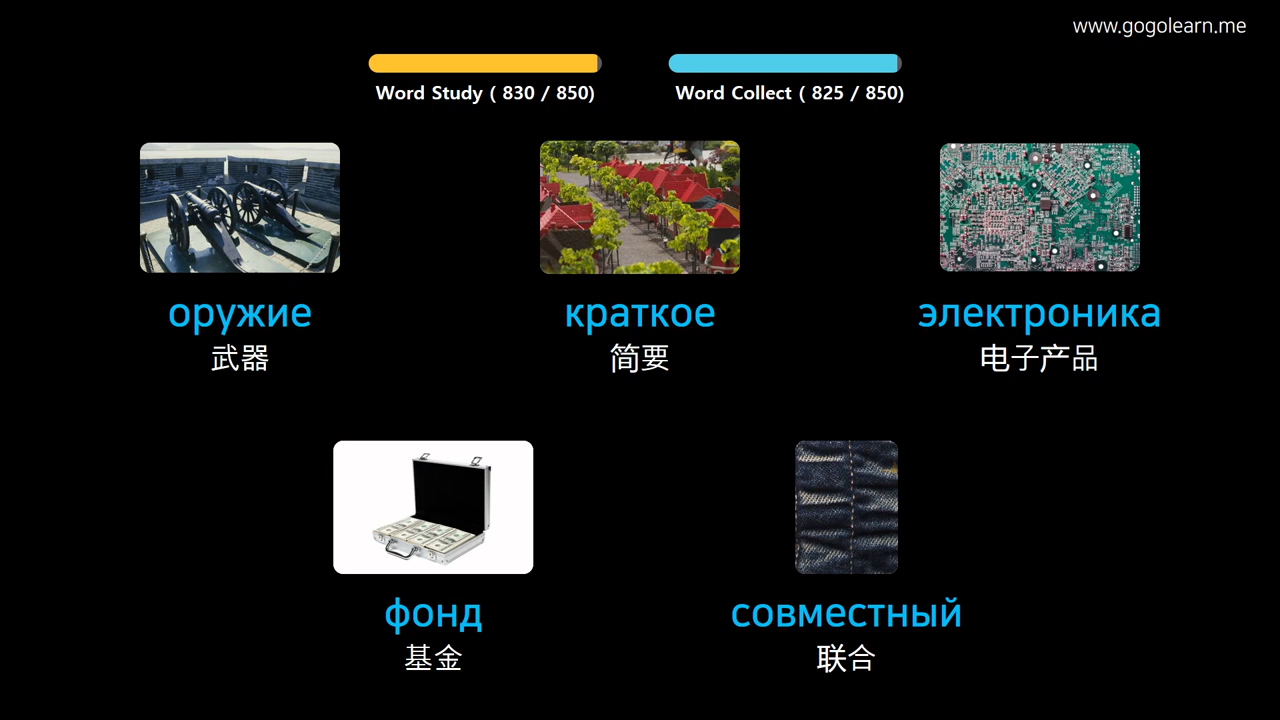 www.gogolearn.me
Word Study ( 830 / 850)
Word Collect ( 825 / 850)
оружие
武器
краткое
简要
электроника
电子产品
фонд
基金
совместный
联合